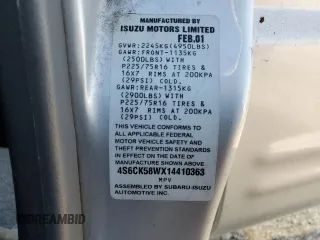 MANUFACTURED BY
ISUZU MOTORS LIMITED
FEB.01
GVWR:2245KG(4950LBS)
GAWR:FRONT-1135KG
(2500LBS)WITH
P225/75R16 TIRES &
16x7 RIMS AT 200KPA
(29PSI) COLD.
GAWR:REAR-1315KG
(2900LBS)WITH
P225/75R16 TIRES &
16x7 RIMS AT 200KPA
(29PSI) COLD.
THIS VEHICLE CONFORMS TO ALL
APPLICABLE FEDERAL
MOTOR VEHICLE SAFETY
AND THEFT PREVENTION
STANDARDS IN EFFECT ON
THE DATE OF MANUFACTURE
SHOWN ABOVE.
4S6CK58WX14410363
MPV
ASSEMBLED BY SUBARU-ISUZU
AUTOMOTIVE INC.
IDEAL AND BID